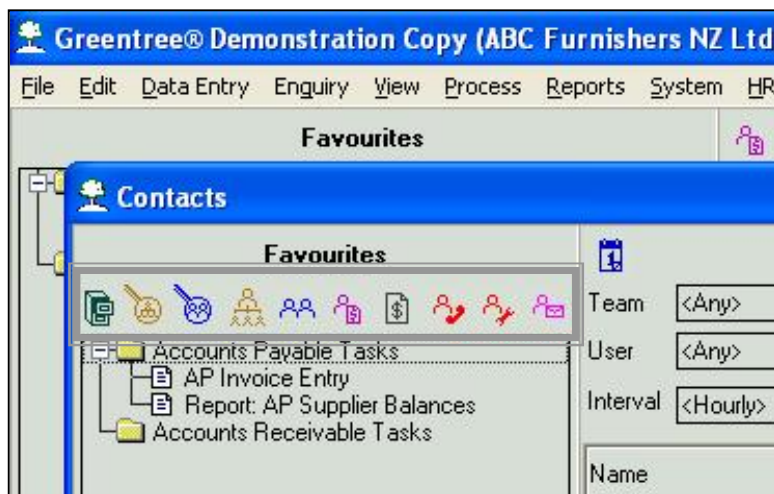 Greentree® Demonstration Copy (ABC Furnishers NZ Ltd
File Edit Data Entry Enquiry View Process Reports System HR
Favourites
Contacts
Favourites
Team <Any>
Accounts Payable Tasks
User <Any>
AP Invoice Entry
Report: AP Supplier Balances
Interval <Hourly>
Accounts Receivable Tasks
Name